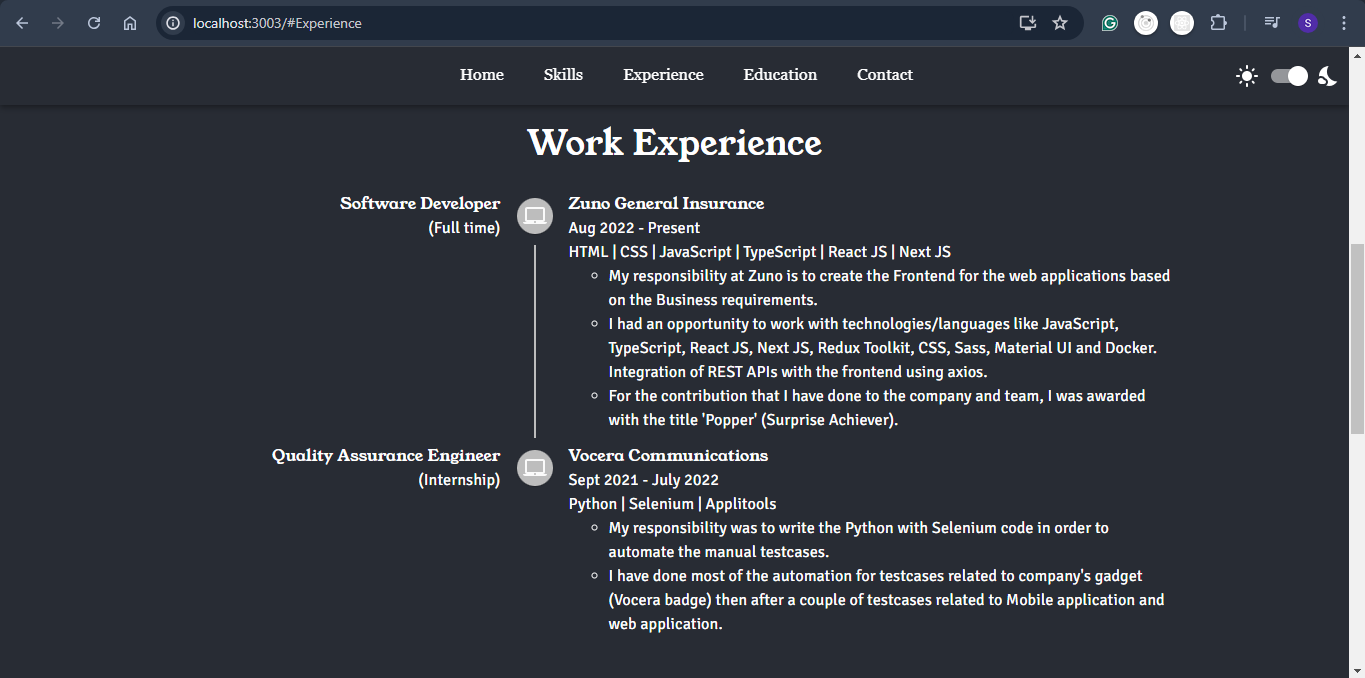 localhost:3003/#Experience
S
Home Skills Experience Education Contact
Work Experience
Software Developer
(Full time)
Zuno General Insurance
Aug 2022 - Present
HTML | CSS | JavaScript | TypeScript | React JS | Next JS
My responsibility at Zuno is to create the Frontend for the web applications based
on the Business requirements.
I had an opportunity to work with technologies/languages like JavaScript,
TypeScript, React JS, Next JS, Redux Toolkit, CSS, Sass, Material UI and Docker.
Integration of REST APIs with the frontend using axios.
For the contribution that I have done to the company and team, I was awarded
with the title 'Popper' (Surprise Achiever).
Quality Assurance Engineer
(Internship)
Vocera Communications
Sept 2021 - July 2022
Python | Selenium | Applitools
My responsibility was to write the Python with Selenium code in order to
automate the manual testcases.
I have done most of the automation for testcases related to company's gadget
(Vocera badge) then after a couple of testcases related to Mobile application and
web application.